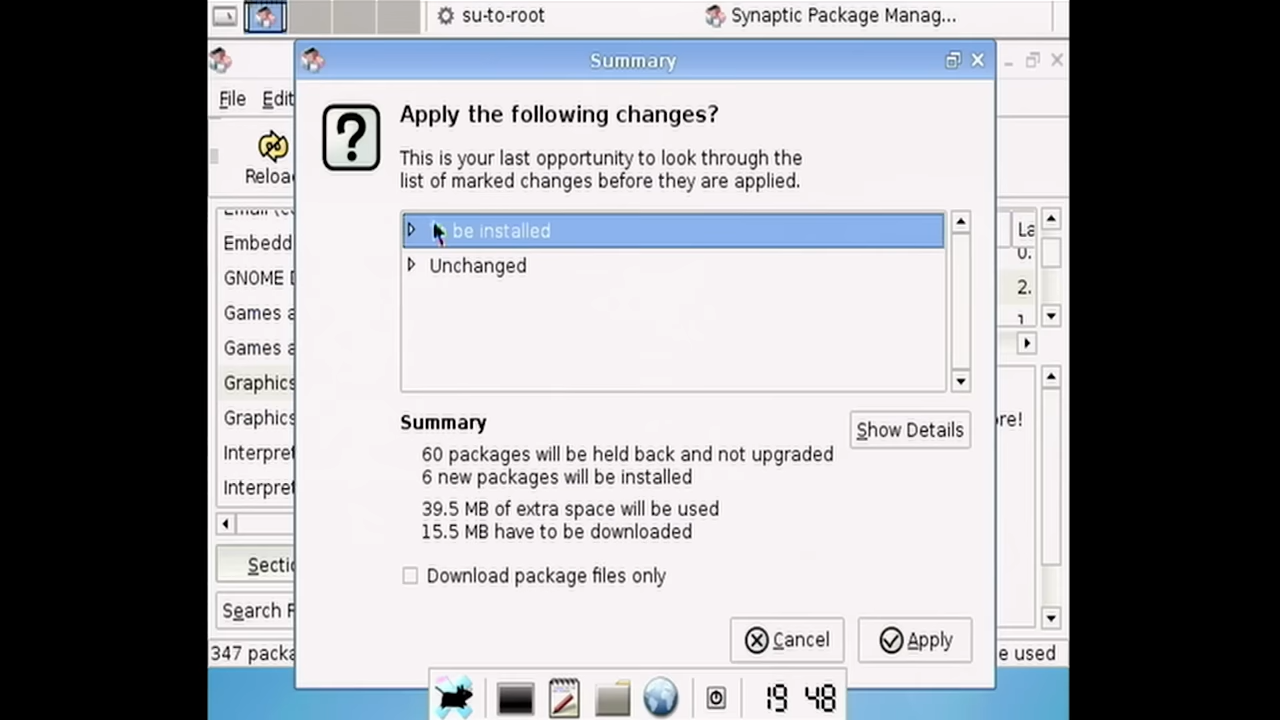 su-to-root
Synaptic Package Manag...
Summary
File Edit
Apply the following changes?
This is your last opportunity to look through the
list of marked changes before they are applied.
be installed
Unchanged
Embedd
GNOME
Games a
Games a
Graphics
Graphics
Interpret
Interpret
La
0.
2.
re!
Summary
Show Details
60 packages will be held back and not upgraded
6 new packages will be installed
39.5 MB of extra space will be used
15.5 MB have to be downloaded
Download package files only
Search F
Cancel
Apply
347 packa
e used
19 48